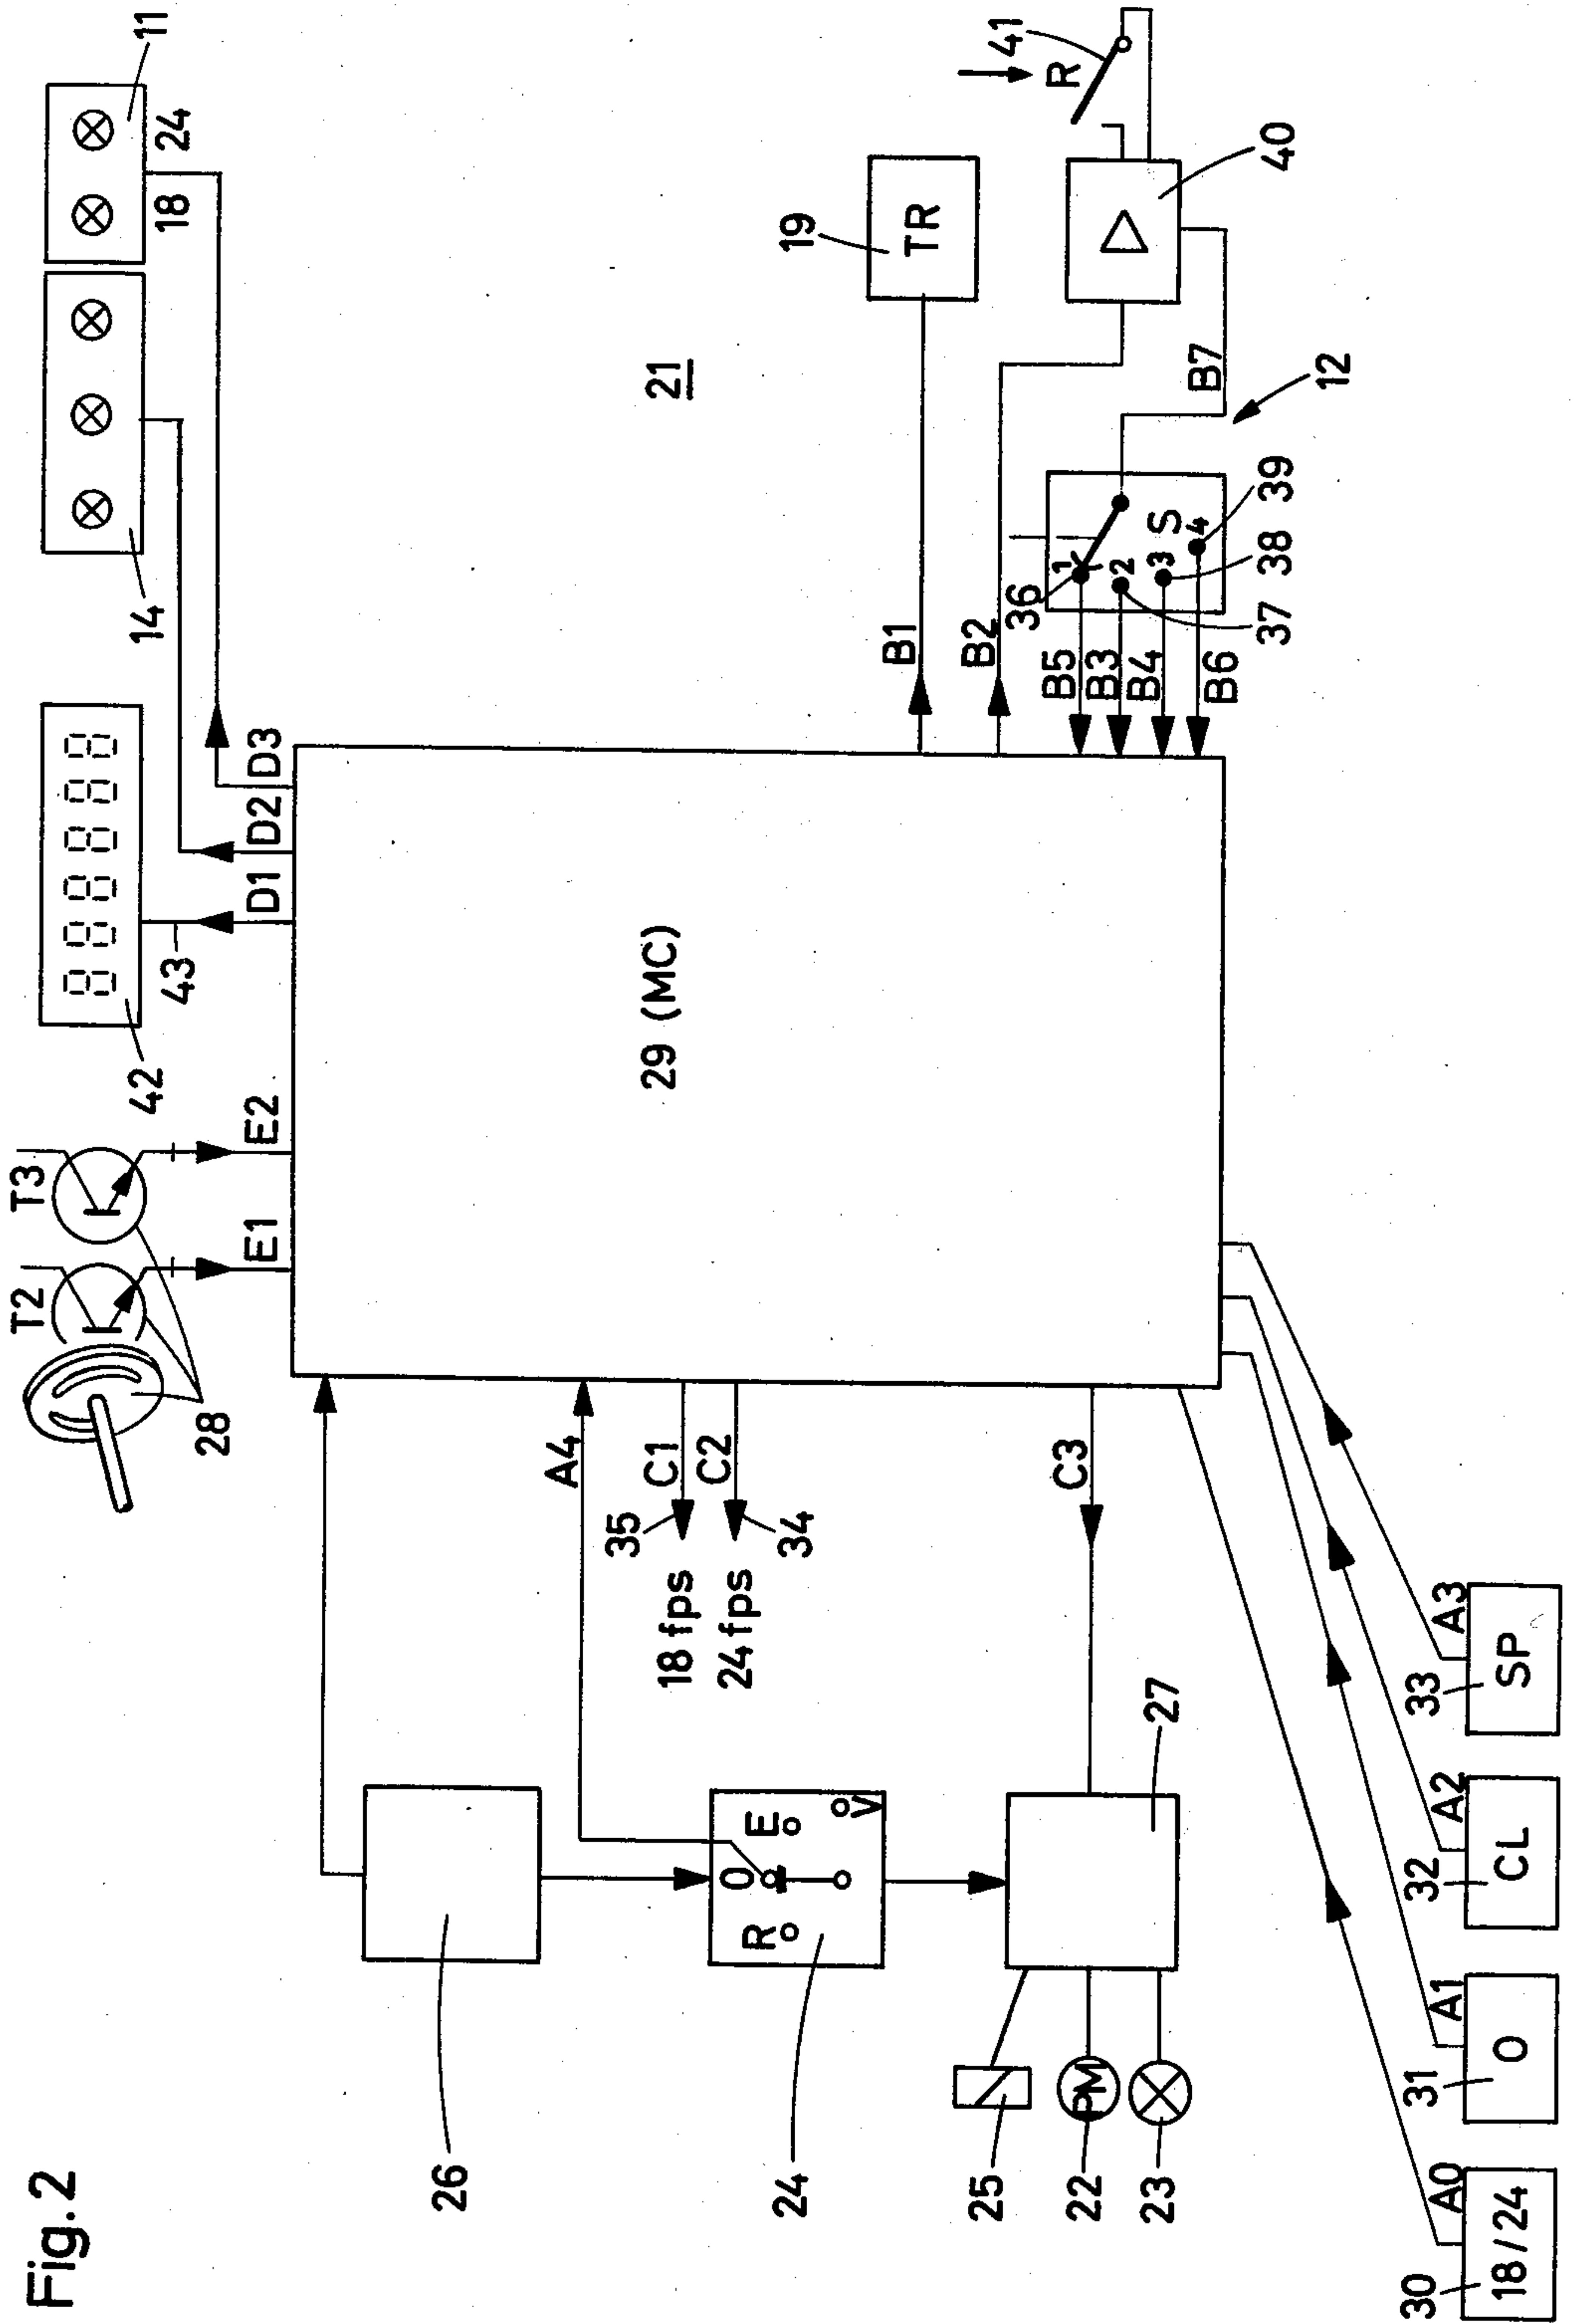 Fig.2
T2
T3
28
E1
E2
42
43
D1
D2
D3
14
11
18
24
26
A4
35
C1
18 fps
C2
24 fps
34
29 (MC)
21
B1
19
TR
B2
40
41
R
B7
12
36
1
2
3
4
S
37
38
39
B5
B3
B4
B6
24
R
O
E
V
27
C3
25
22
PM
23
30
18/24
A0
31
O
A1
32
CL
A2
33
SP
A3